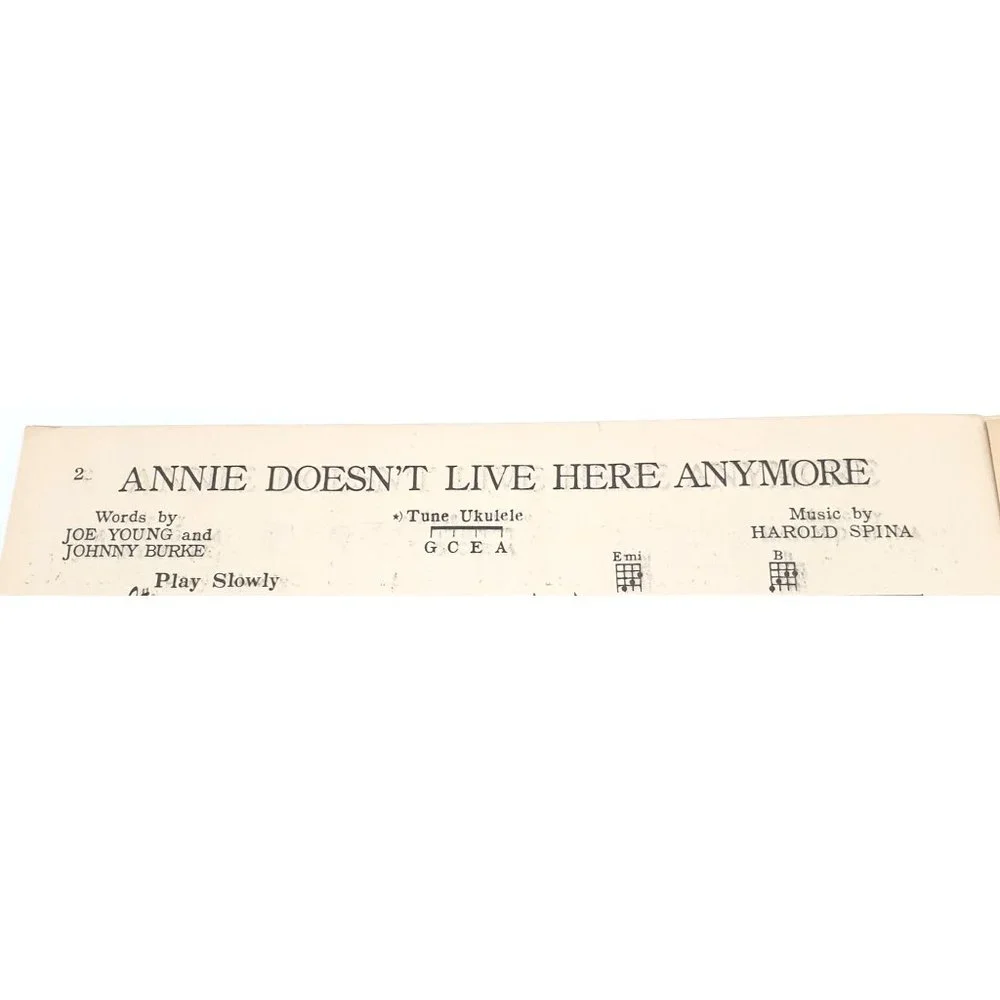 2
ANNIE DOESN'T LIVE HERE ANYMORE
Words by
JOE YOUNG and
JOHNNY BURKE
*) Tune Ukulele
G C E A
Music by
HAROLD SPINA
Play Slowly
Emi
B